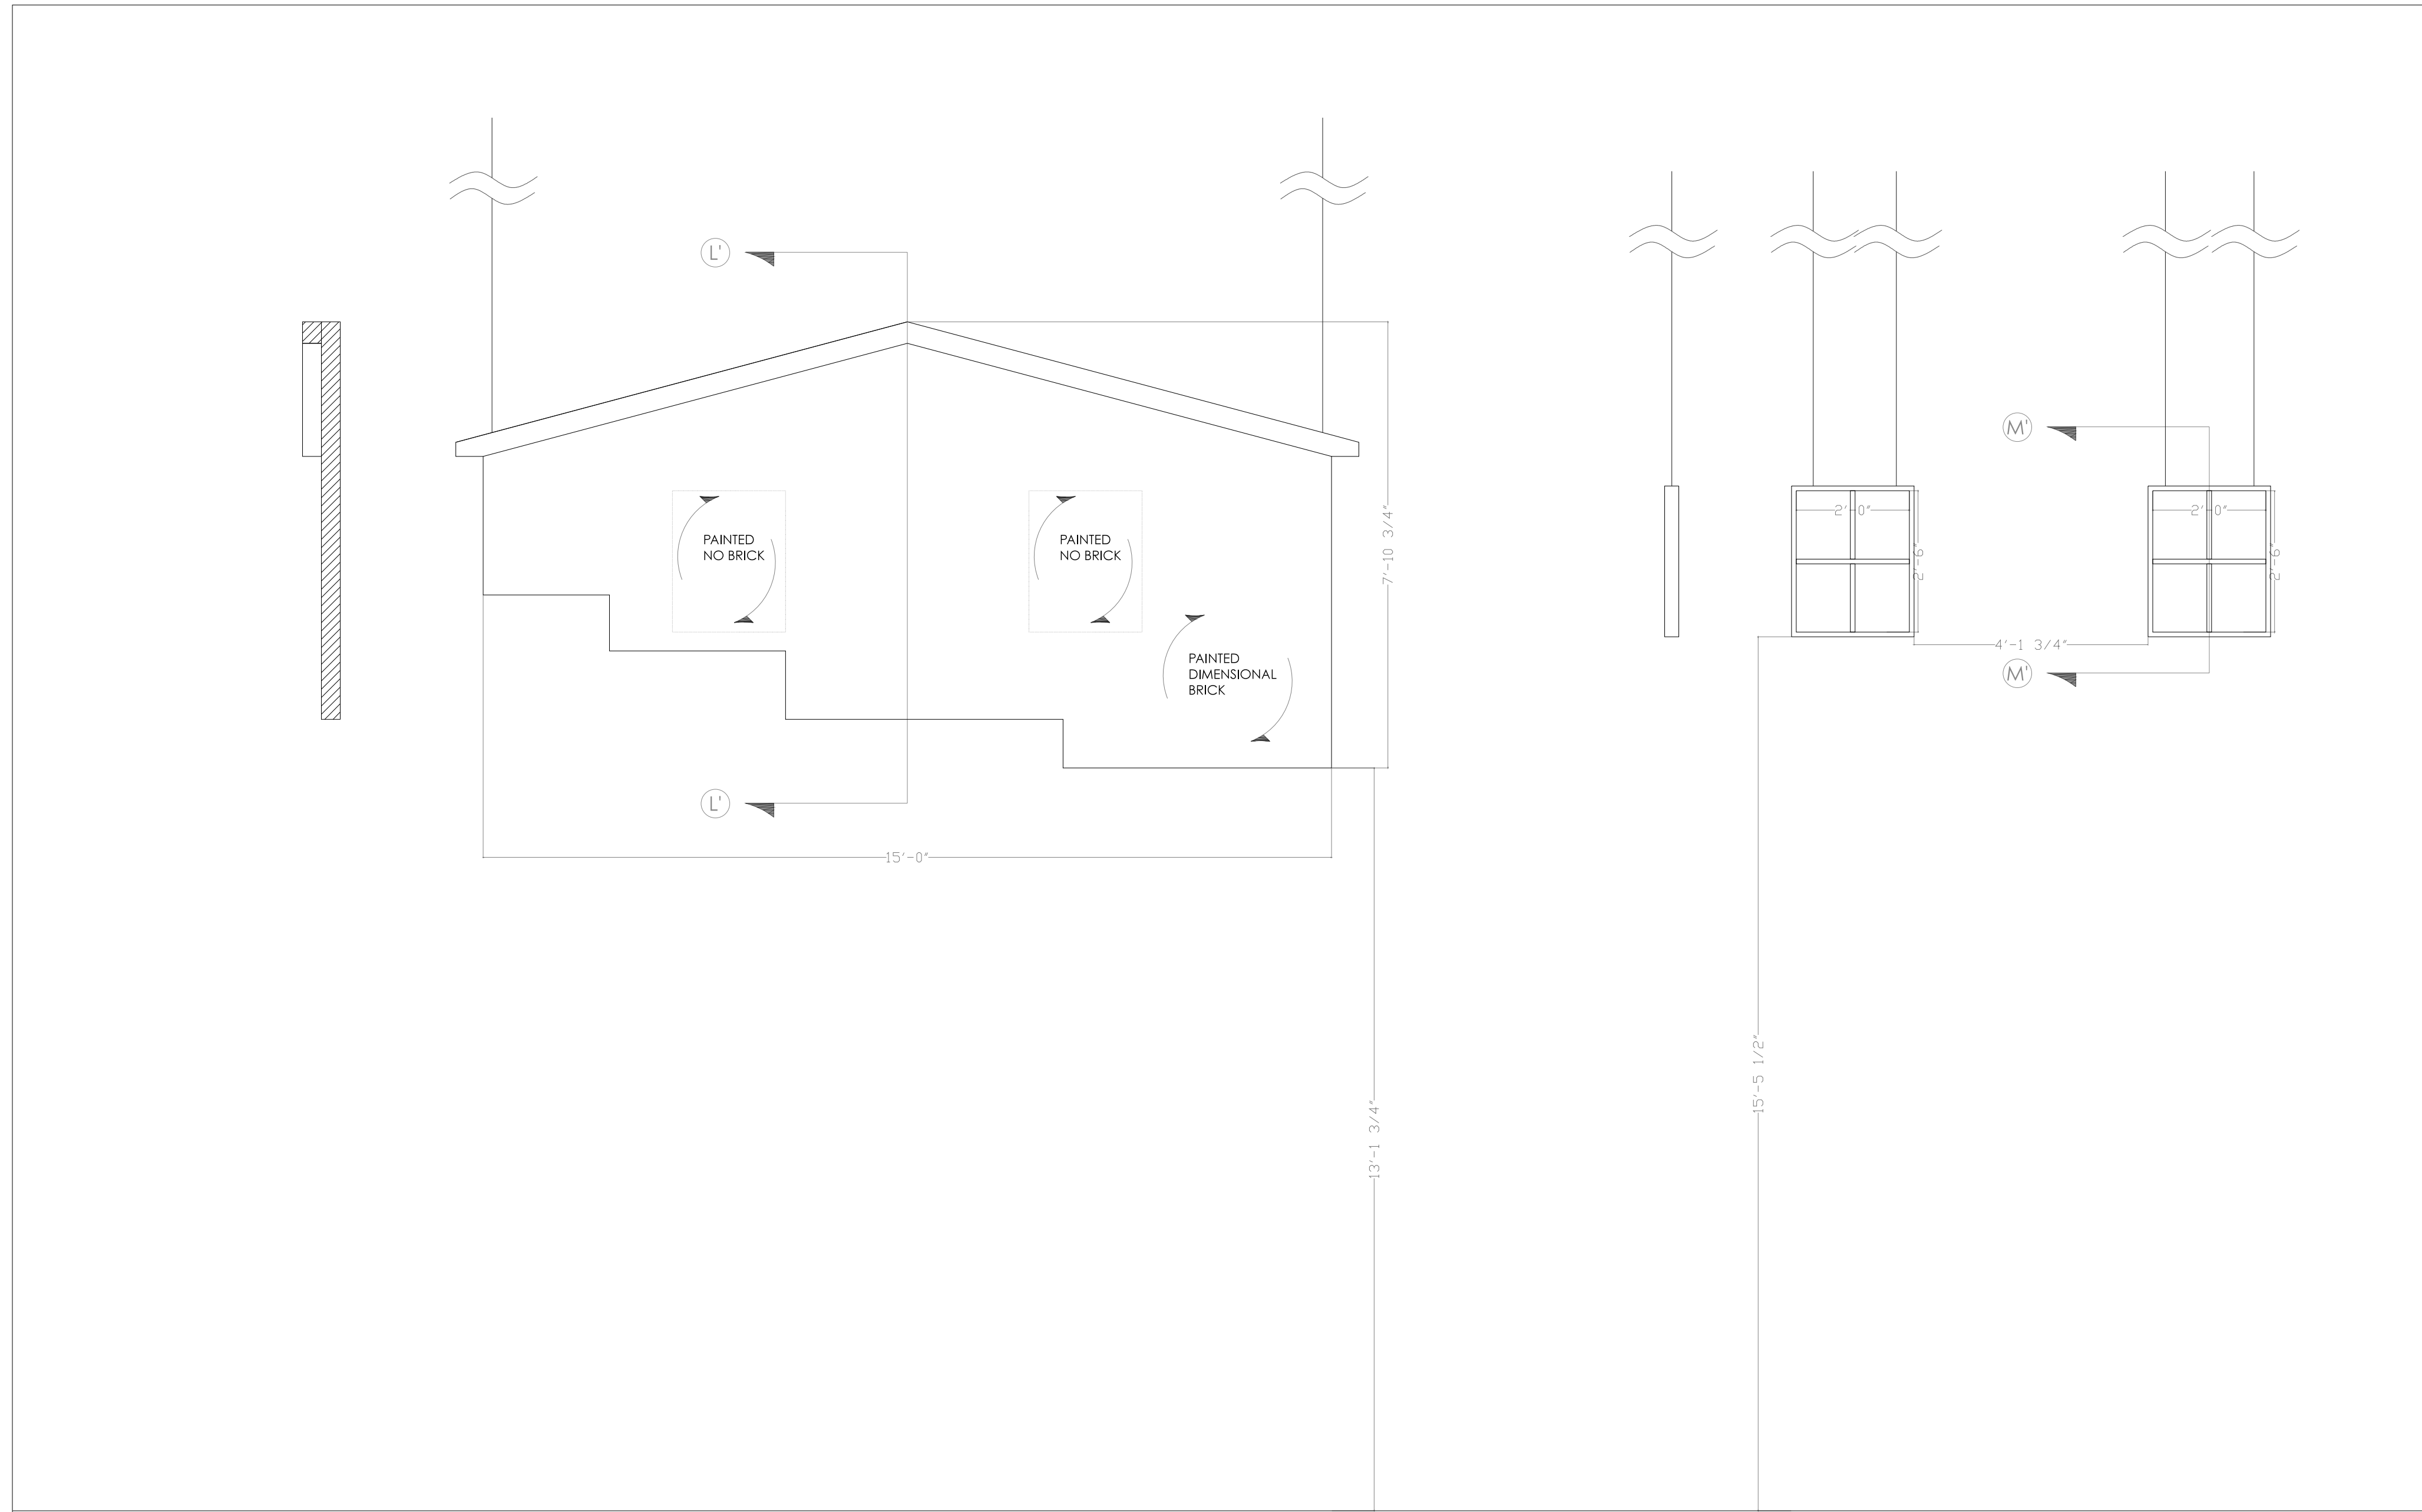 L'
M'
2'-0"
2'-0"
PAINTED
NO BRICK
PAINTED
NO BRICK
7'-10 3/4"
2'-6"
2'-6"
4'-1 3/4"
PAINTED
DIMENSIONAL
BRICK
M'
L'
15'-0"
15'-5 1/2"
13'-1 3/4"